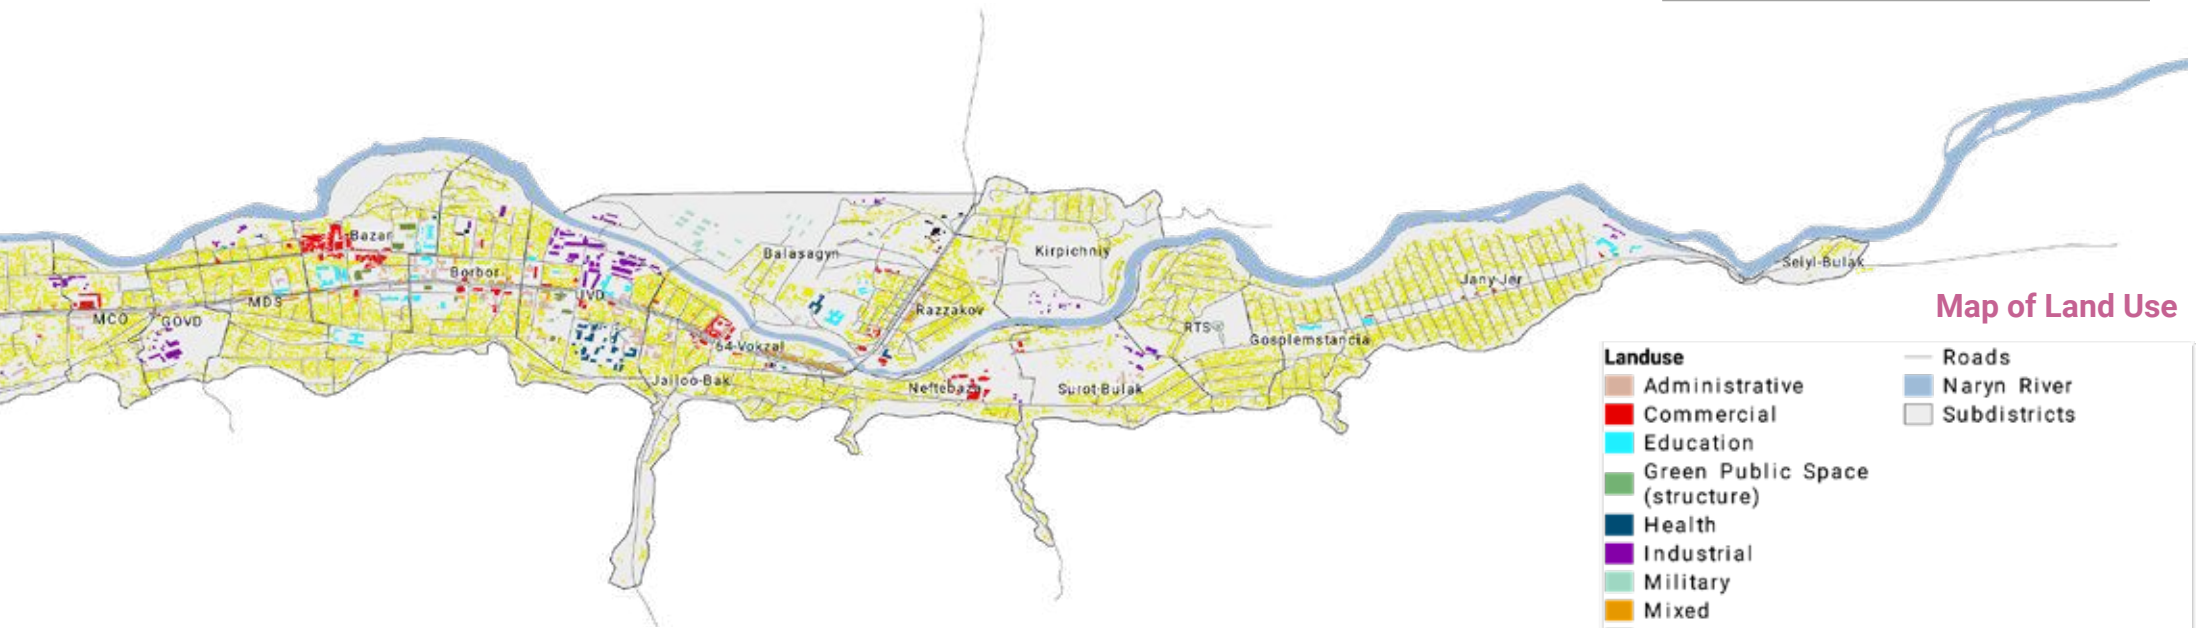 Bazar
Balasagyn
Kirpichniy
Borbor
Seiyl-Bulak
Jany-Jer
UVD
MDS
Map of Land Use
MCO
GOVD
Razzakov
RTS
Gosplemstancia
64-Vokzal
Jailoo-Bak
Neftebaza
Surot-Bulak
Landuse
Administrative
Commercial
Education
Green Public Space
(structure)
Health
Industrial
Military
Mixed
Roads
Naryn River
Subdistricts